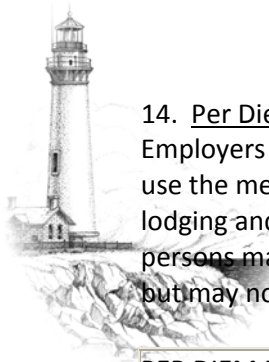 14. Per Die
Employers
use the me
lodging and
persons ma
but may no
PER DIEM